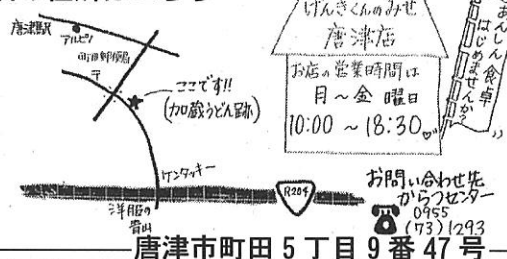 唐津駅
アルピノ
町田郵便局
〒
ここです!!
(加蔵うどん跡)
げんきくんのみせ
唐津店
お店の営業時間は
月～金曜日
10:00～18:30
あんしん食卓
はじめませんか?
ケンタッキー
洋服の
青山
R204
お問い合わせ先
からつセンター
0955
(73)1293
唐津市町田5丁目9番47号